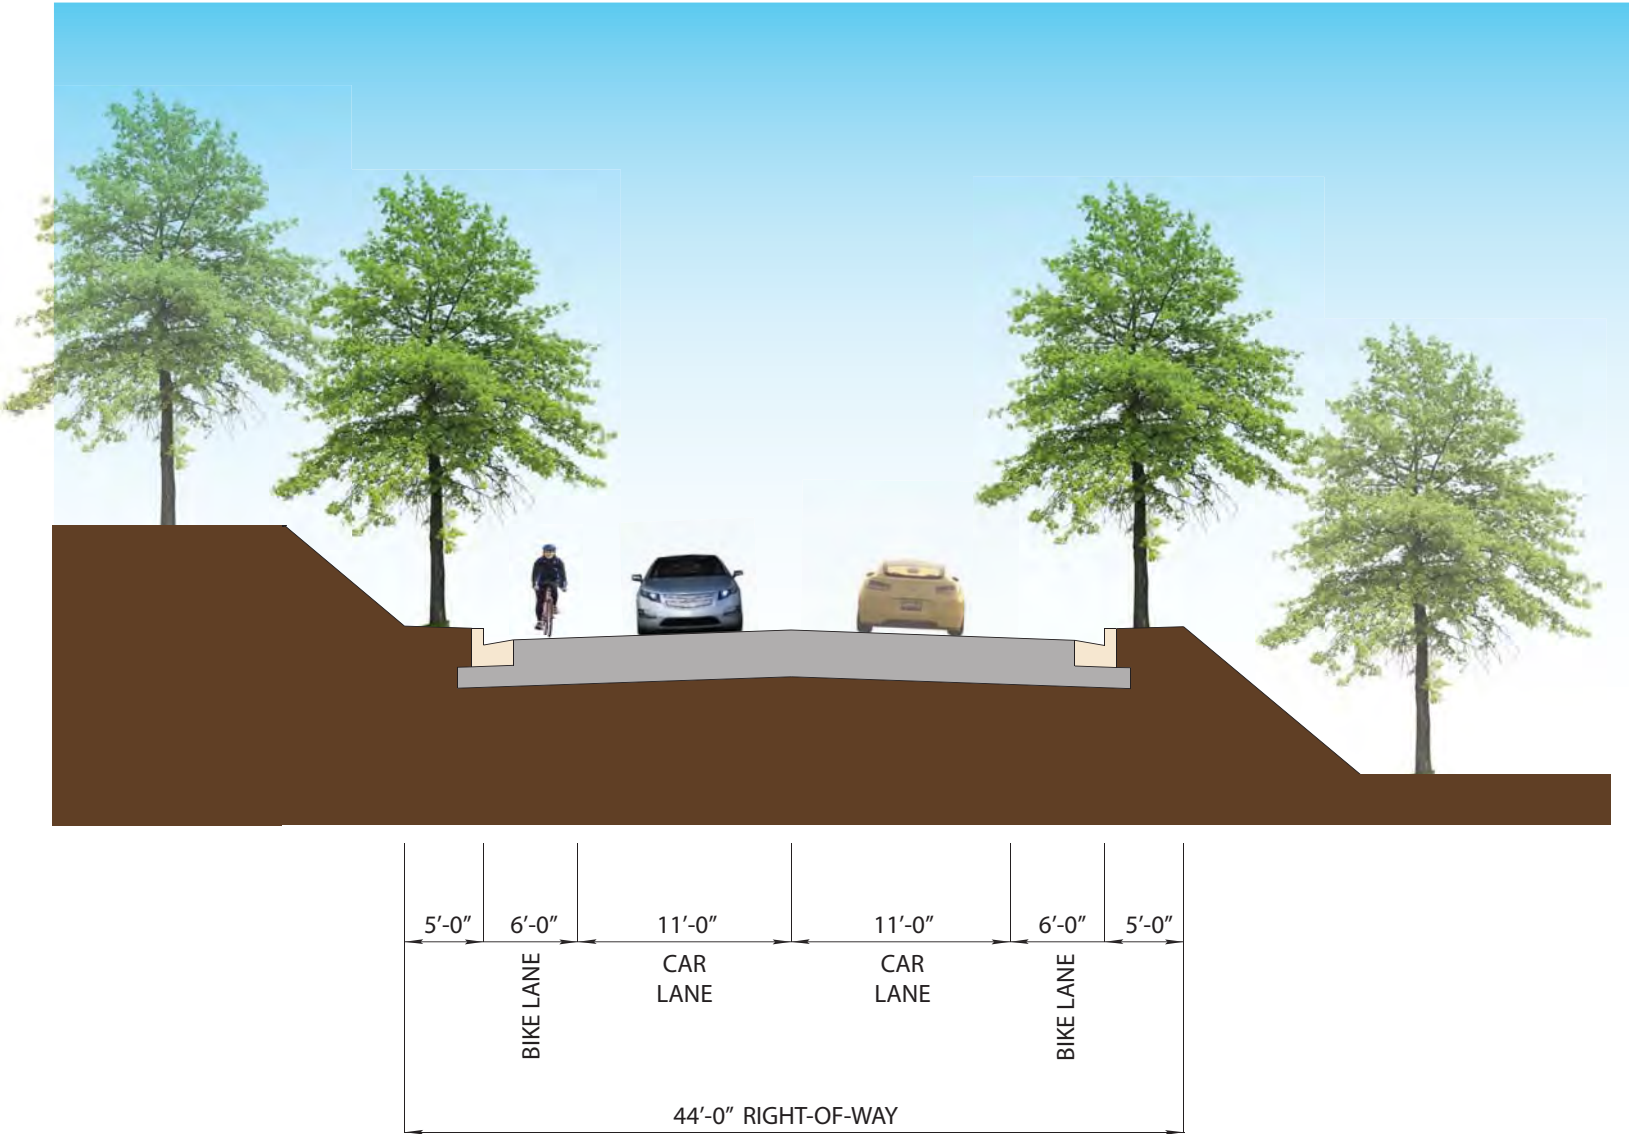 5'-0" 6'-0" 11'-0" 11'-0" 6'-0" 5'-0"
BIKE LANE
CAR
LANE
CAR
LANE
BIKE LANE
44'-0" RIGHT-OF-WAY